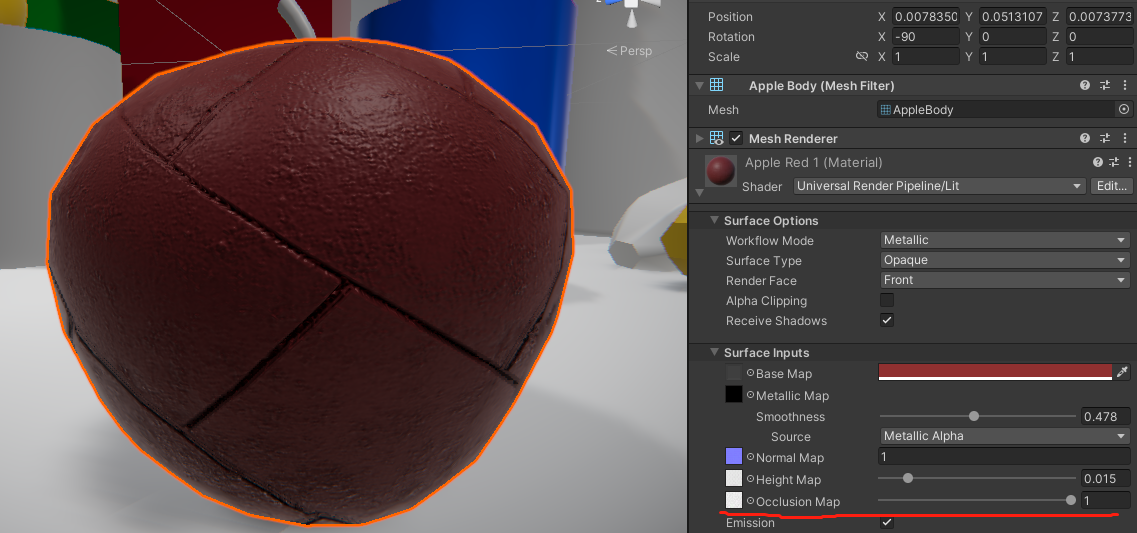 Position X 0.0078350 Y 0.0513107 Z 0.0073773
z
Rotation X -90 Y 0 Z 0
< Persp
Scale X 1 Y 1 Z 1
Apple Body (Mesh Filter)
Mesh AppleBody
Mesh Renderer
Apple Red 1 (Material)
Shader Universal Render Pipeline/Lit Edit...
Surface Options
Workflow Mode Metallic
Surface Type Opaque
Render Face Front
Alpha Clipping
Receive Shadows
Surface Inputs
Base Map
Metallic Map
Smoothness 0.478
Source Metallic Alpha
Normal Map 1
Height Map 0.015
Occlusion Map 1
Emission